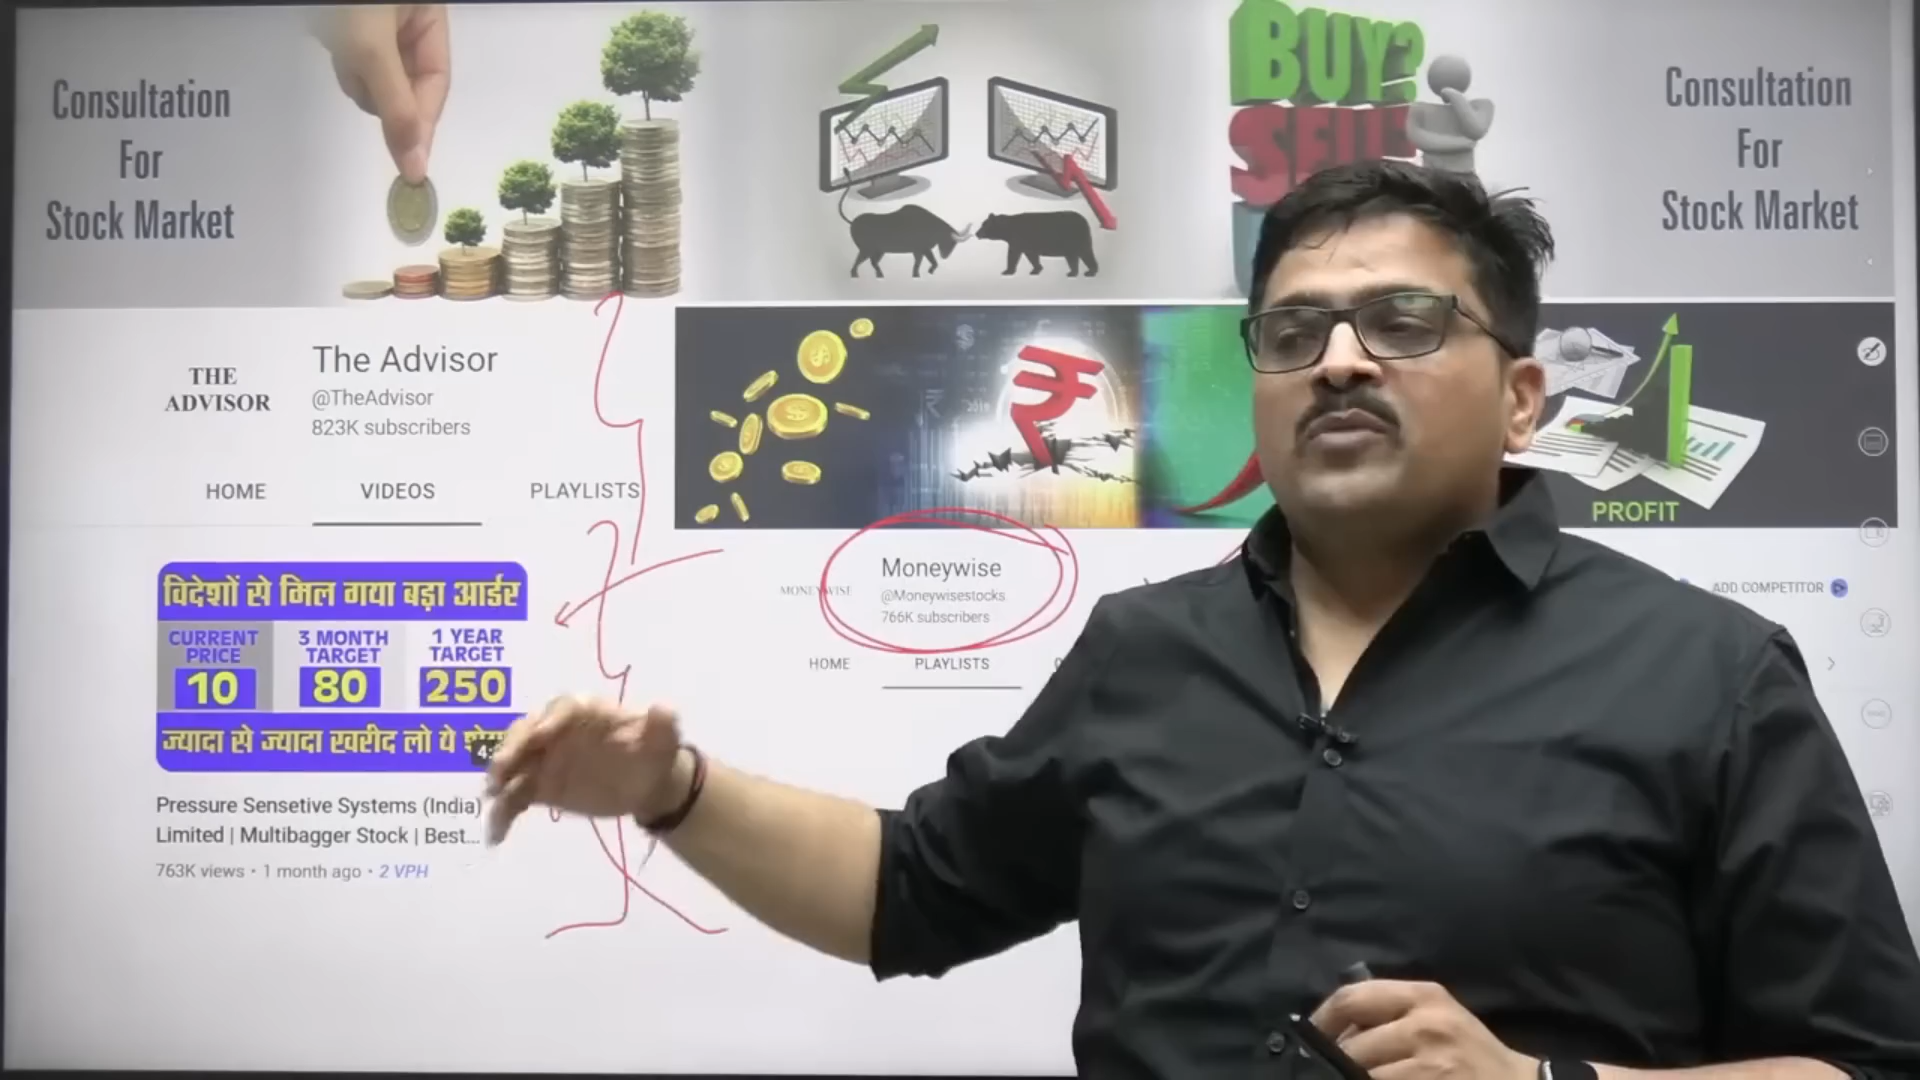 Consultation
For
Stock Market
BUY?
Consultation
For
Stock Market
THE
ADVISOR
The Advisor
@TheAdvisor
823K subscribers
HOME VIDEOS PLAYLISTS
विदेशों से मिल गया बड़ा आर्डर
CURRENT
PRICE
10
3 MONTH
TARGET
80
1 YEAR
TARGET
250
ज्यादा से ज्यादा खरीद लो ये
Pressure Sensetive Systems (India)
Limited | Multibagger Stock | Best...
763K views • 1 month ago • 2 VPH
2019
PROFIT
MONEYWISE
Moneywise
@Moneywisestocks
766K subscribers
HOME PLAYLISTS
ADD COMPETITOR